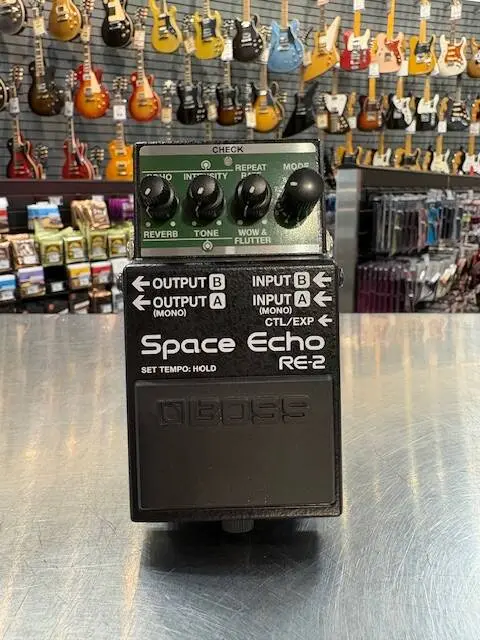 CHECK
INTENSITY
REPEAT
MODE
REVERB
TONE
WOW &
FLUTTER
OUTPUT B
INPUT B
OUTPUT A
INPUT A
(MONO)
(MONO)
CTL/EXP
Space Echo
RE-2
SET TEMPO: HOLD
BOSS